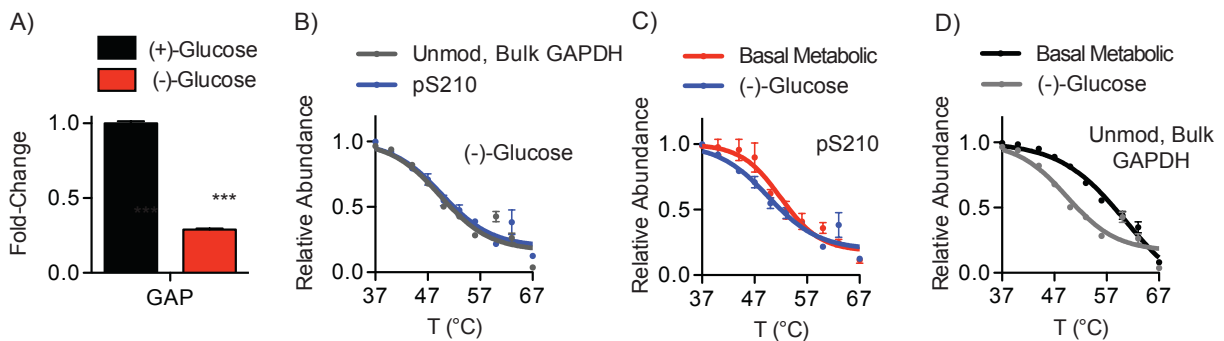 A)
(+)-Glucose
(-)-Glucose
Fold-Change
1.0
0.5
0.0
***
***
GAP
B)
Unmod, Bulk GAPDH
pS210
(-)-Glucose
Relative Abundance
1.0
0.5
0.0
37 47 57 67
T (°C)
C)
Basal Metabolic
(-)-Glucose
pS210
Relative Abundance
1.0
0.5
0.0
37 47 57 67
T (°C)
D)
Basal Metabolic
(-)-Glucose
Unmod, Bulk
GAPDH
Relative Abundance
1.0
0.5
0.0
37 47 57 67
T (°C)